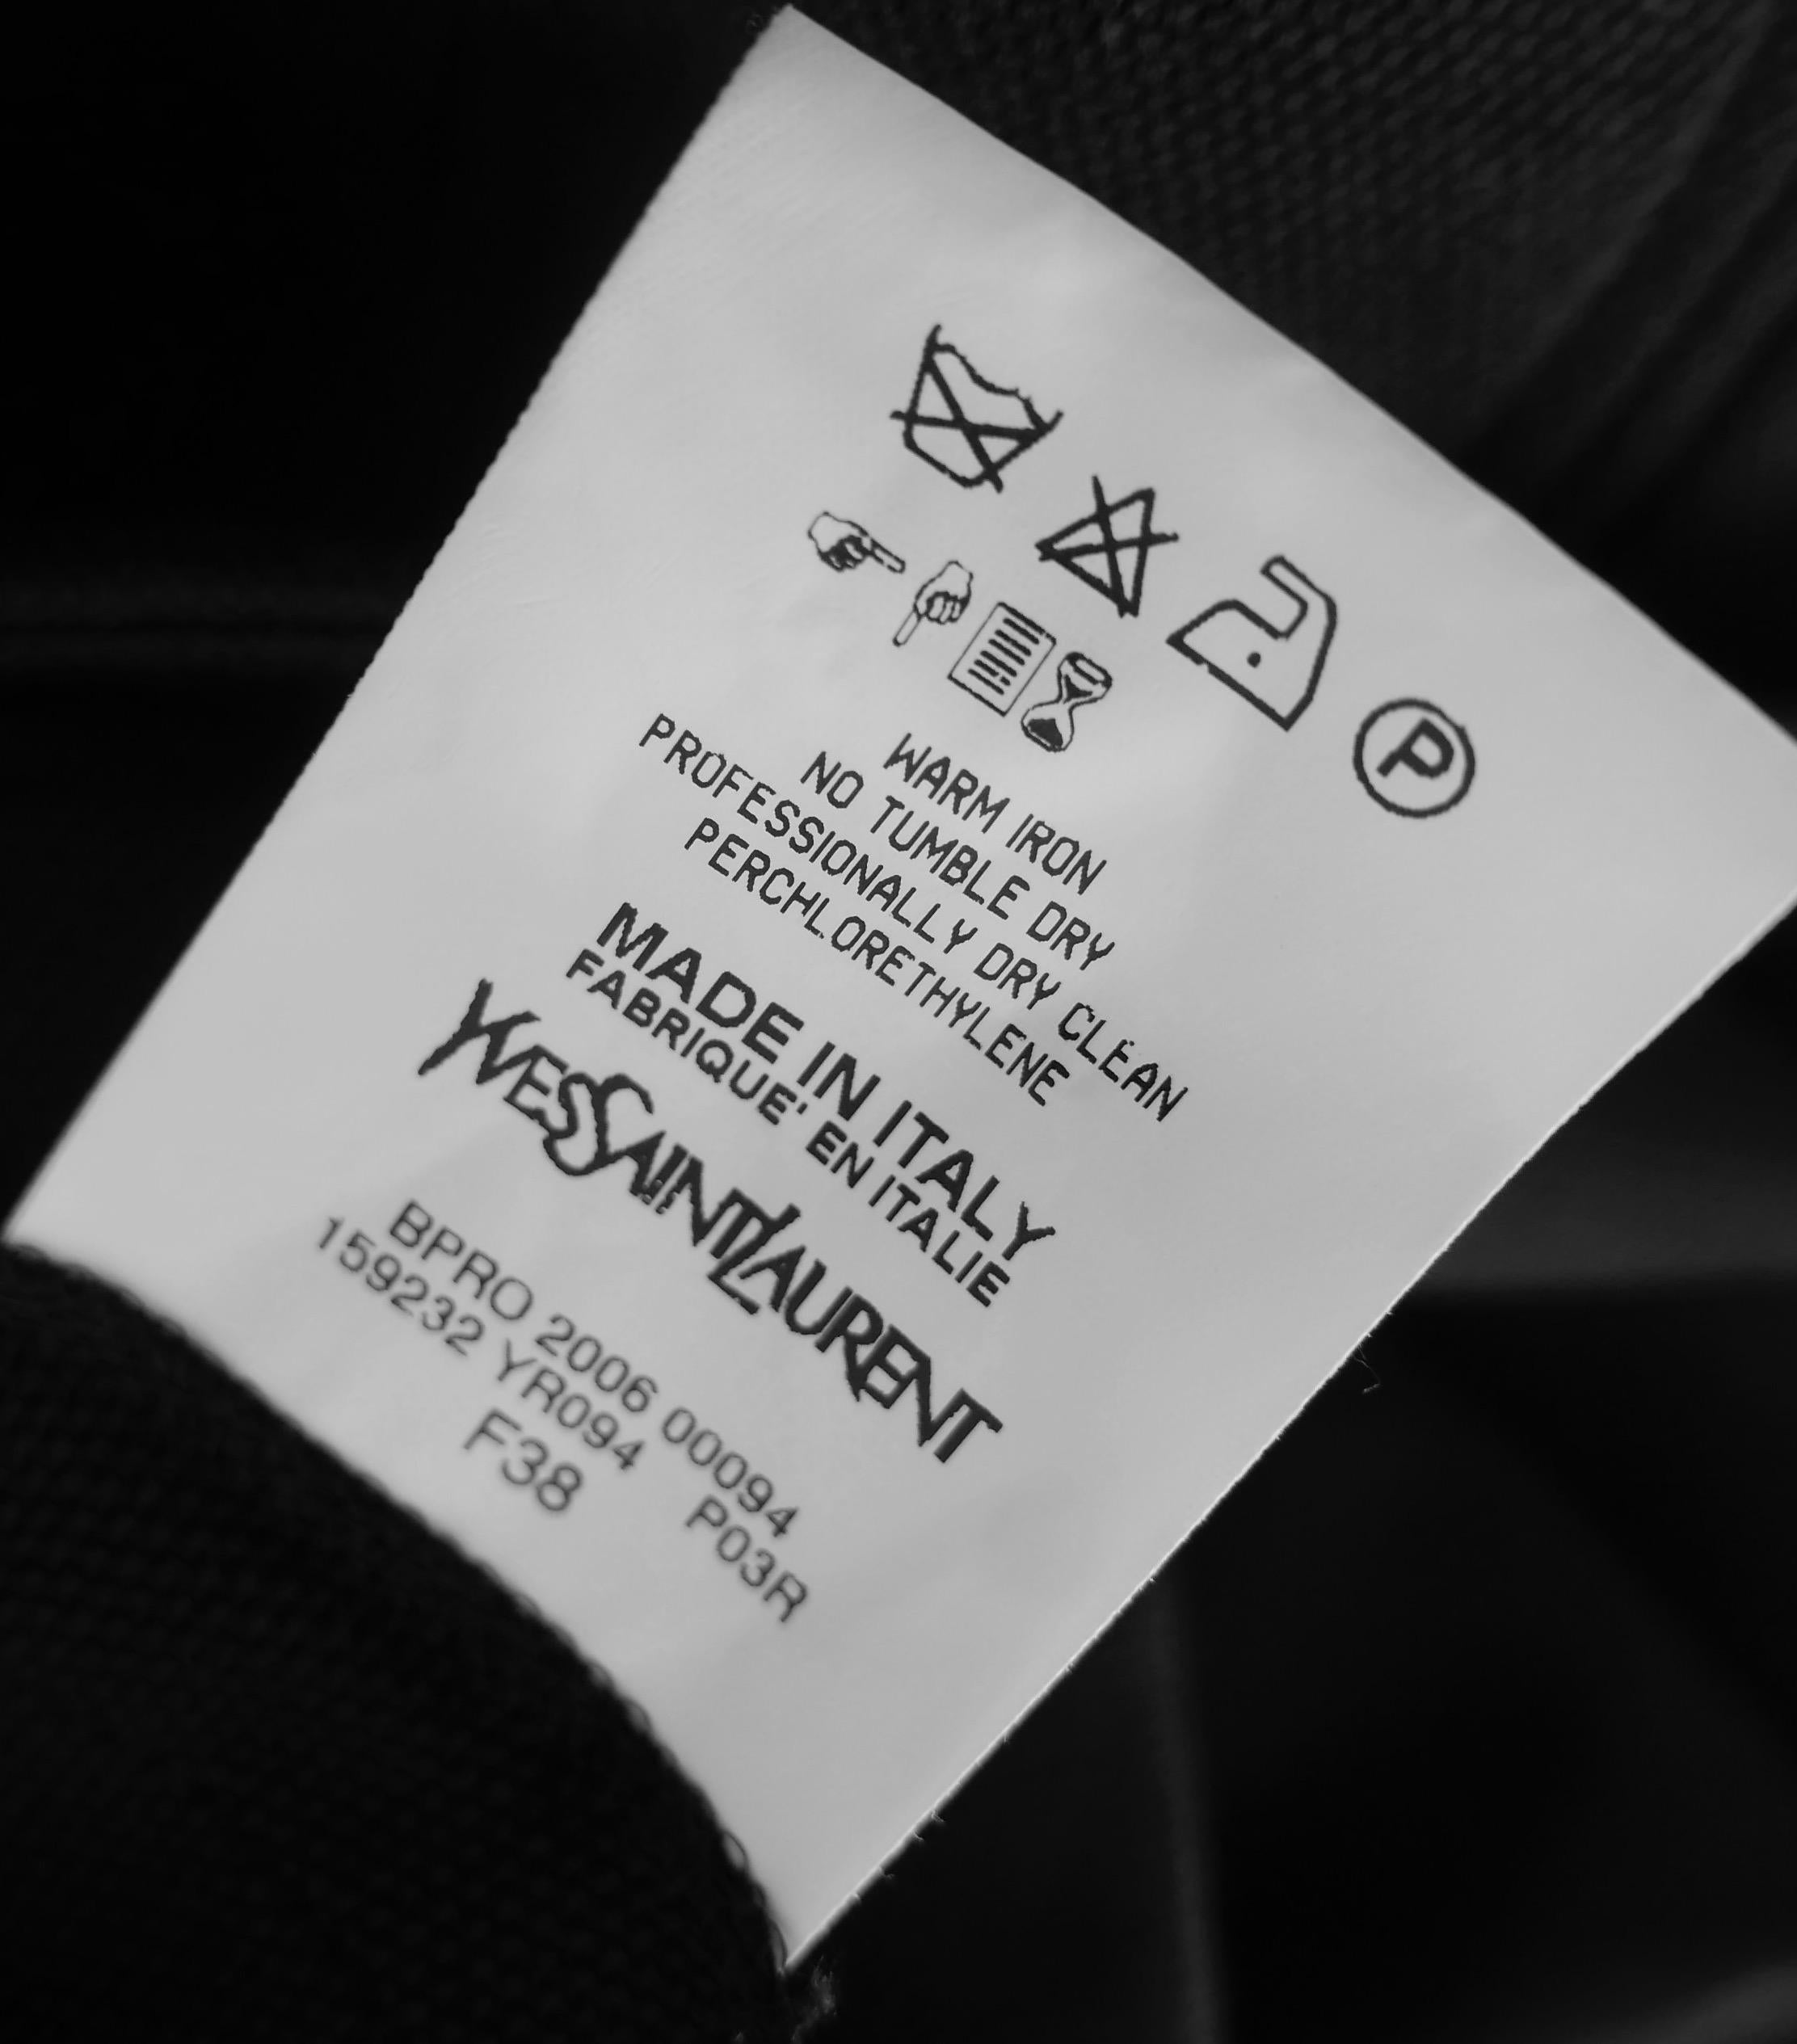 P
WARM IRON
NO TUMBLE DRY
PROFESSIONALLY DRY CLEAN
PERCHLORETHYLENE
MADE IN ITALY
FABRIQUE' EN ITALIE
YVESSAINTLAURENT
BPRO 2006 00094
159232 YR094 P03R
F38